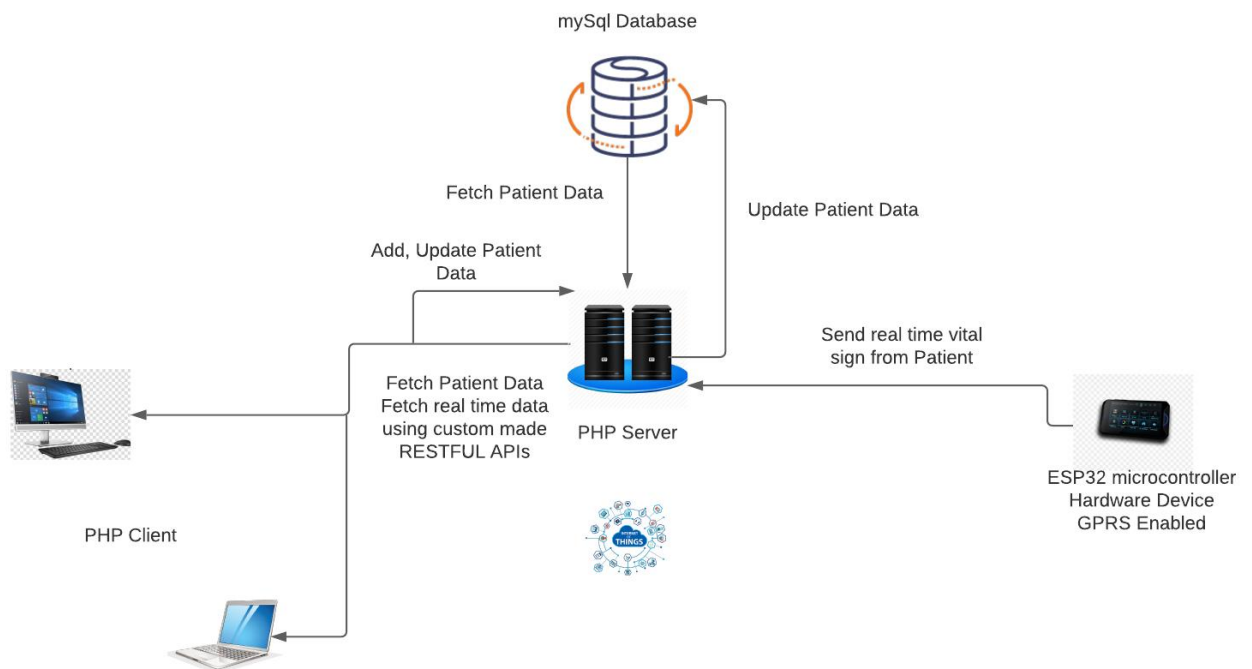 mySql Database
Fetch Patient Data
Update Patient Data
Add, Update Patient
Data
Send real time vital
sign from Patient
Fetch Patient Data
Fetch real time data
using custom made
RESTFUL APIs
PHP Server
ESP32 microcontroller
Hardware Device
GPRS Enabled
PHP Client
INTERNET
THINGS